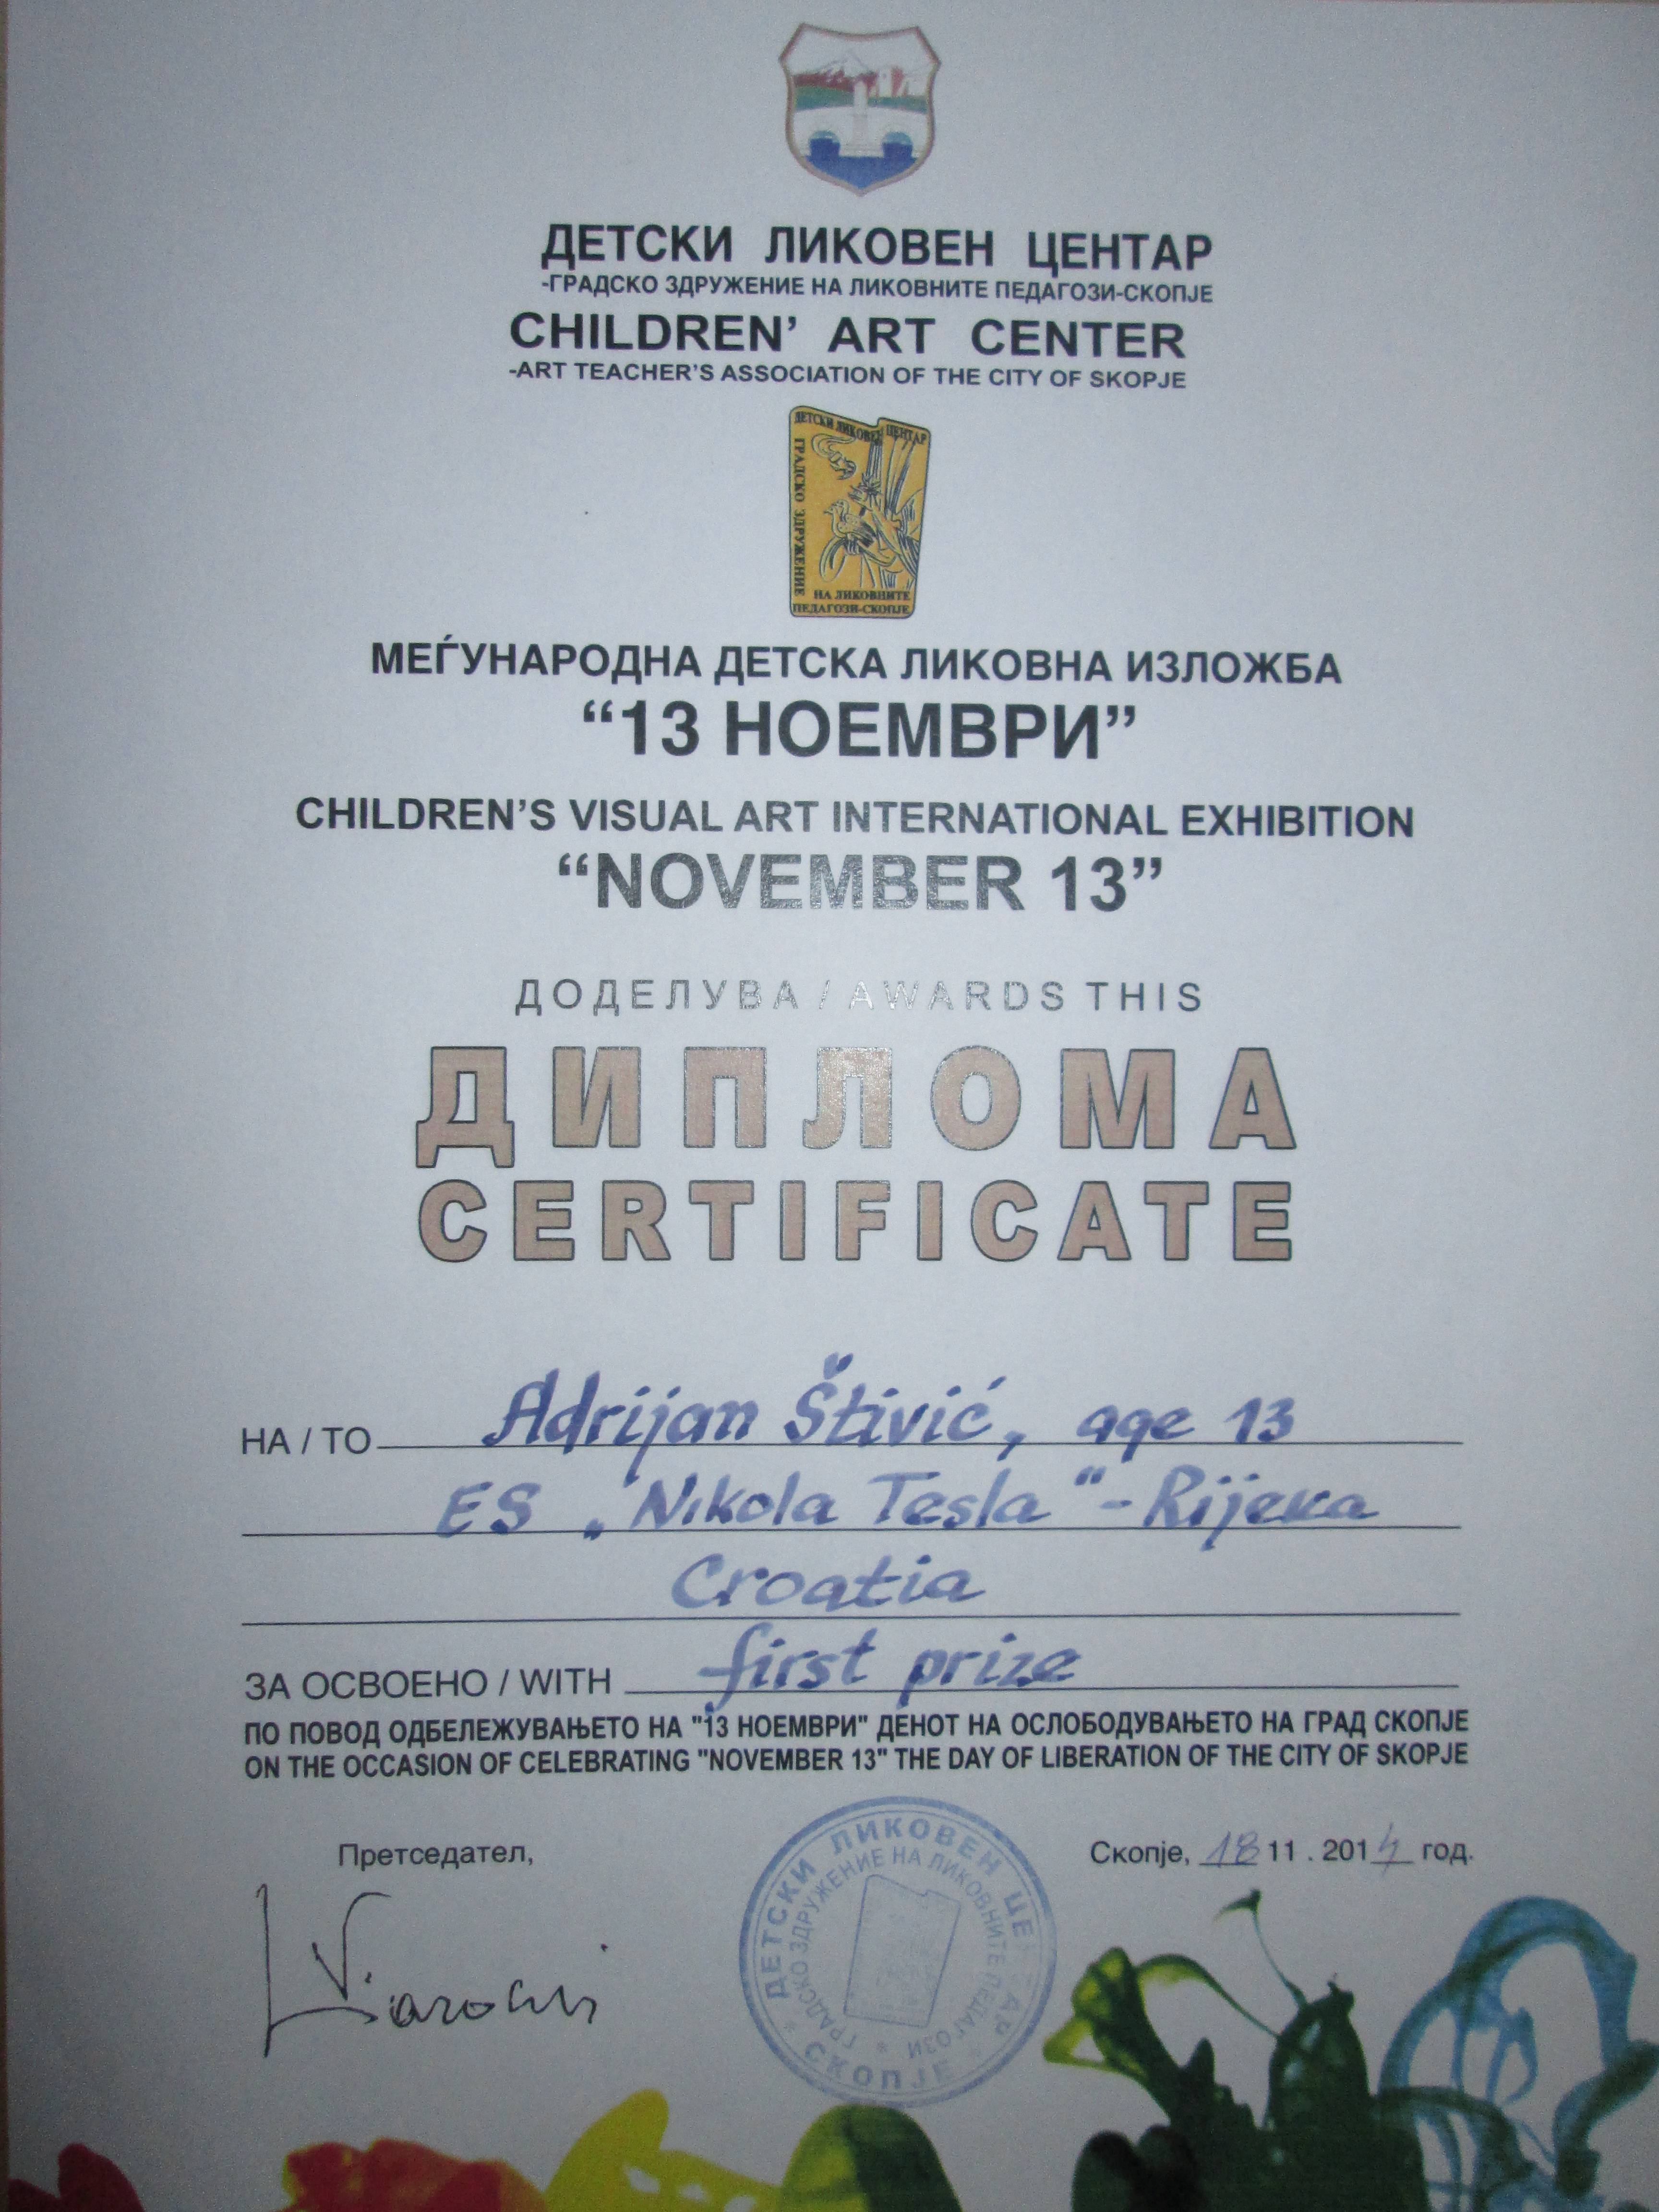 ДЕТСКИ ЛИКОВЕН ЦЕНТАР
-ГРАДСКО ЗДРУЖЕНИЕ НА ЛИКОВНИТЕ ПЕДАГОЗИ-СКОПЈЕ
CHILDREN’ ART CENTER
-ART TEACHER’S ASSOCIATION OF THE CITY OF SKOPJE
ДЕТСКИ ЛИКОВЕН ЦЕНТАР
ГРАДСКО ЗДРУЖЕНИЕ
НА ЛИКОВНИТЕ
ПЕДАГОЗИ-СКОПЈЕ
МЕЃУНАРОДНА ДЕТСКА ЛИКОВНА ИЗЛОЖБА
“13 НОЕМВРИ”
CHILDREN’S VISUAL ART INTERNATIONAL EXHIBITION
“NOVEMBER 13”
ДОДЕЛУВА / AWARDS THIS
ДИПЛОМА
CERTIFICATE
НА / TO Adrijan Štivić, age 13
ES „Nikola Tesla“-Rijeka
Croatia
ЗА ОСВОЕНО / WITH first prize
ПО ПОВОД ОДБЕЛЕЖУВАЊЕТО НА "13 НОЕМВРИ" ДЕНОТ НА ОСЛОБОДУВАЊЕТО НА ГРАД СКОПЈЕ
ON THE OCCASION OF CELEBRATING "NOVEMBER 13" THE DAY OF LIBERATION OF THE CITY OF SKOPJE
Претседател,
Скопје, 18 11 . 2014 год.
ДЕТСКИ ЛИКОВЕН
ГРАДСКО ЗДРУЖЕНИЕ НА ЛИКОВНИТЕ ПЕДАГОЗИ
СКОПЈЕ